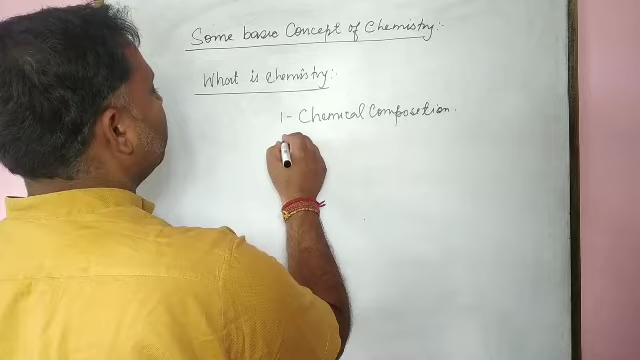 Some basic Concept of Chemistry:-
What is chemistry:-
1- Chemical Composition.